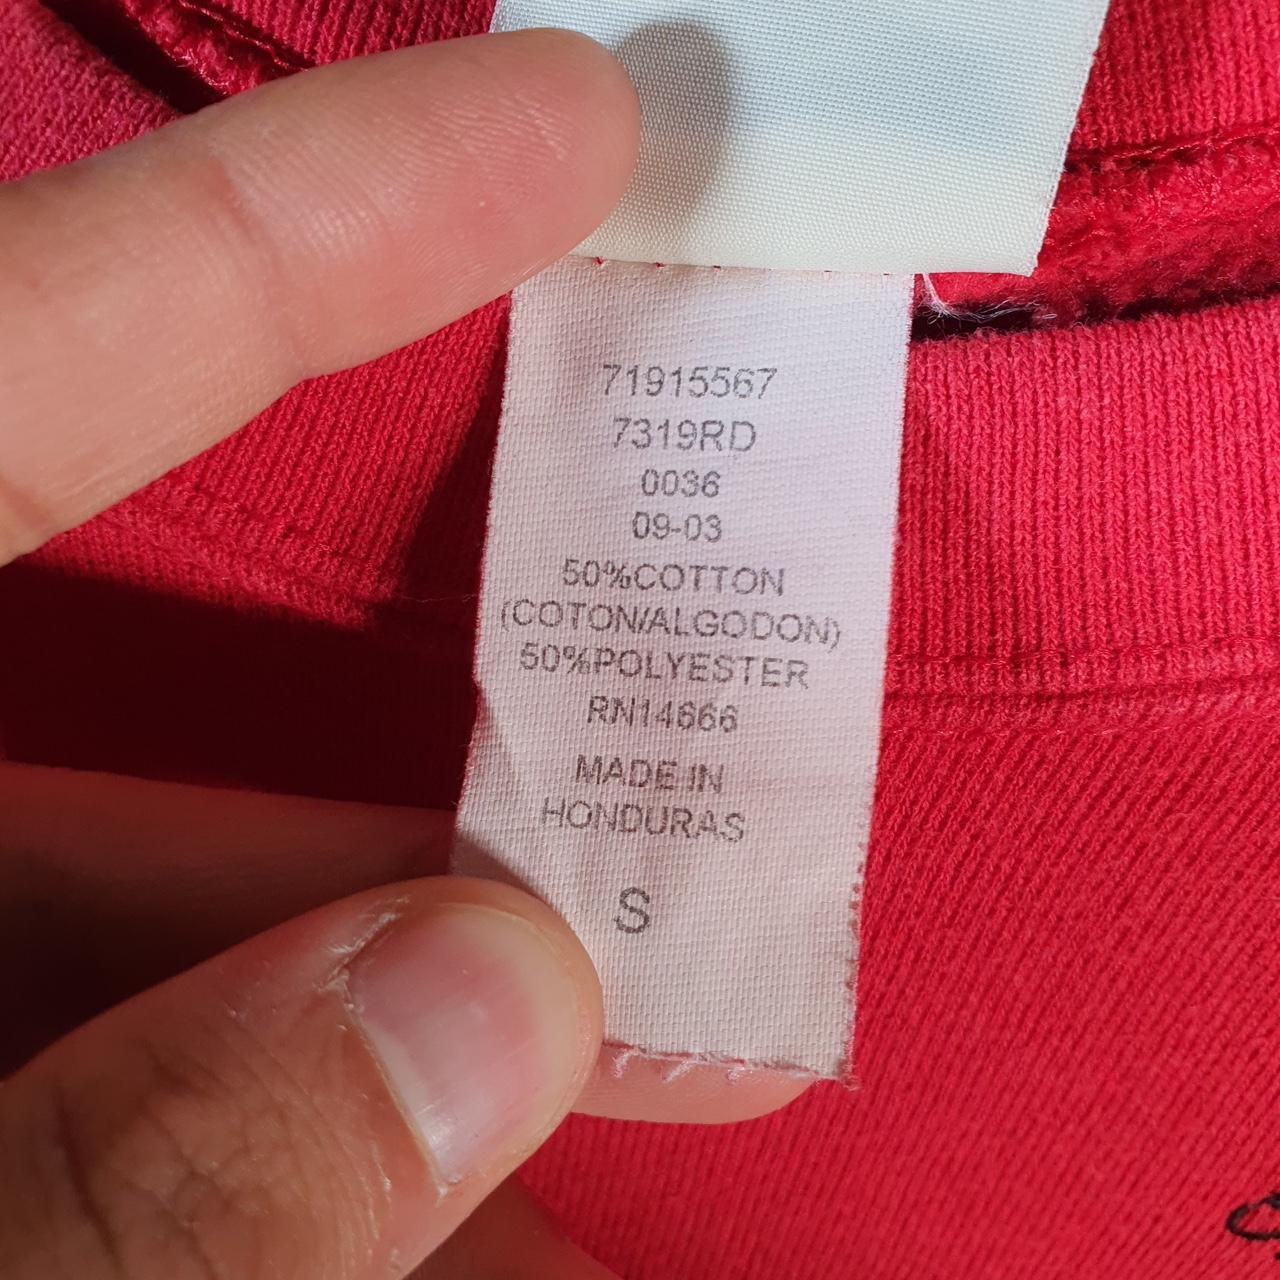 71915567
7319RD
0036
09-03
50%COTTON
(COTON/ALGODON)
50%POLYESTER
RN14666
MADE IN
HONDURAS
S